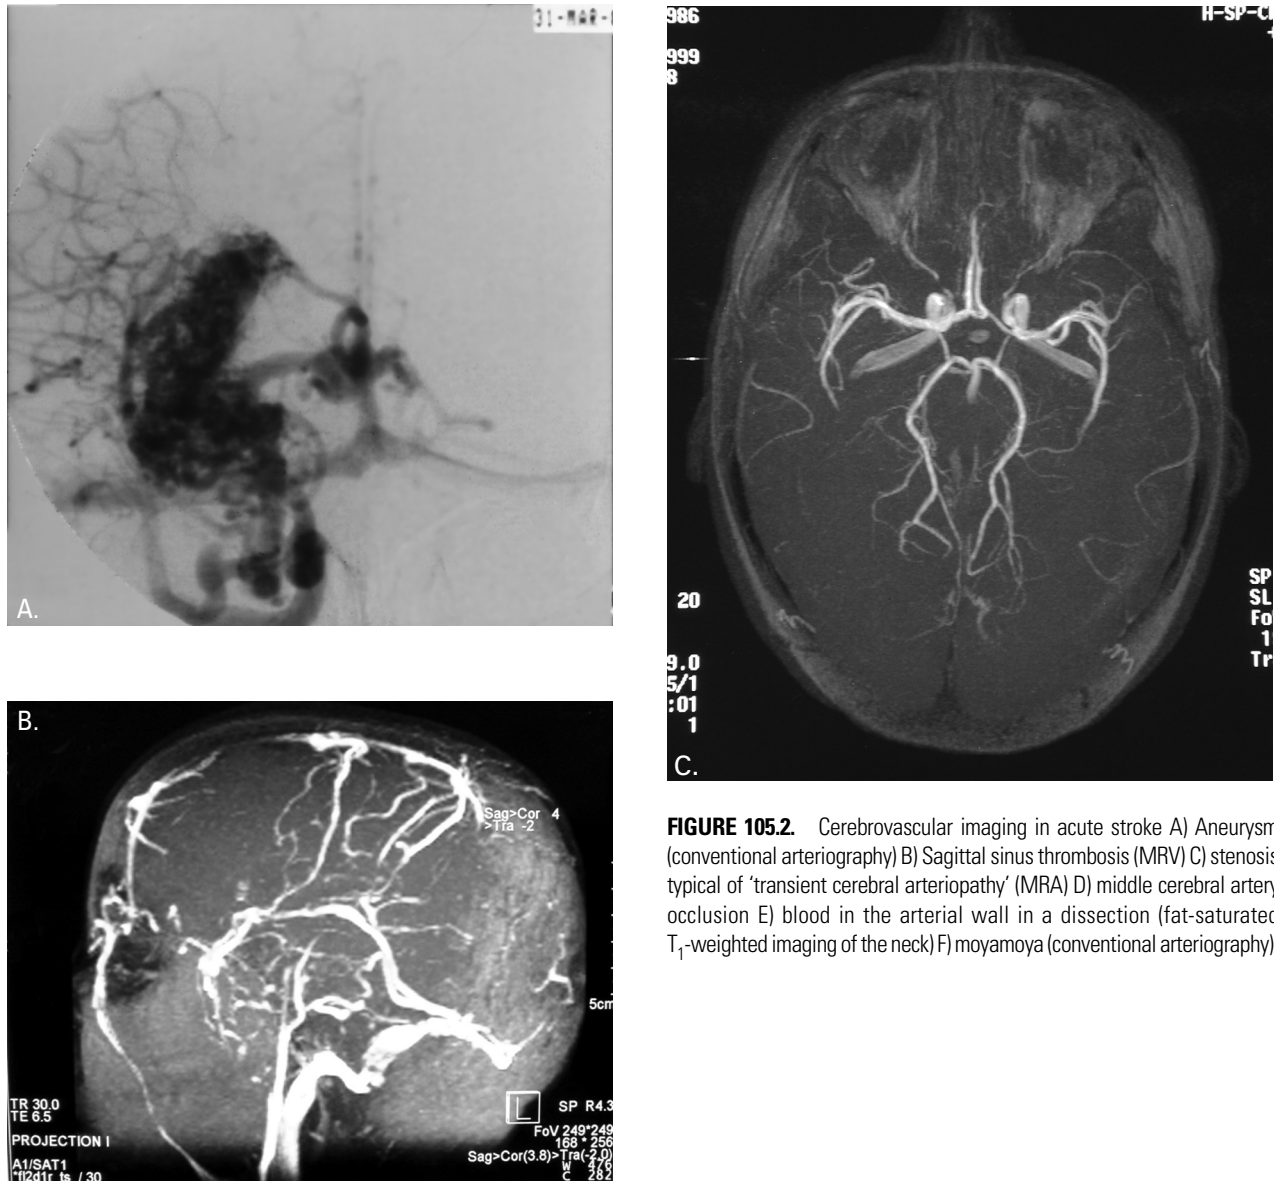 31-MAR-
A.
B.
Sag>Cor 4
>Tra -2
5cm
L
TR 30.0
TE 6.5
PROJECTION I
A1/SAT1
*fl2d1r_ts / 30
SP R4.3
FoV 249*249
168 * 256
Sag>Cor(3.8)>Tra(-2.0)
W 476
C 282
986
999
8
H-SP-C
+
20
9.0
5/1
:01
1
SP
SL
Fo
1
Tr
C.
FIGURE 105.2. Cerebrovascular imaging in acute stroke A) Aneurysm
(conventional arteriography) B) Sagittal sinus thrombosis (MRV) C) stenosis
typical of ‘transient cerebral arteriopathy’ (MRA) D) middle cerebral artery
occlusion E) blood in the arterial wall in a dissection (fat-saturated
T1-weighted imaging of the neck) F) moyamoya (conventional arteriography)